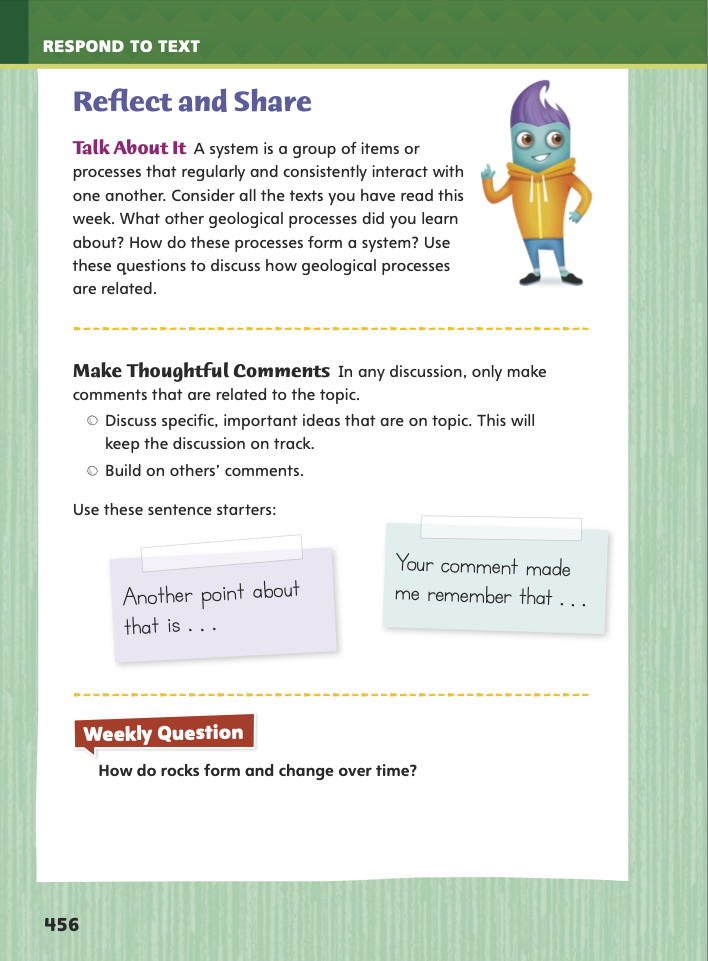 RESPOND TO TEXT
Reflect and Share
Talk About It A system is a group of items or
processes that regularly and consistently interact with
one another. Consider all the texts you have read this
week. What other geological processes did you learn
about? How do these processes form a system? Use
these questions to discuss how geological processes
are related.
Make Thoughtful Comments In any discussion, only make
comments that are related to the topic.
Discuss specific, important ideas that are on topic. This will
keep the discussion on track.
Build on others’ comments.
Use these sentence starters:
Another point about
that is . . .
Your comment made
me remember that . . .
Weekly Question
How do rocks form and change over time?
456